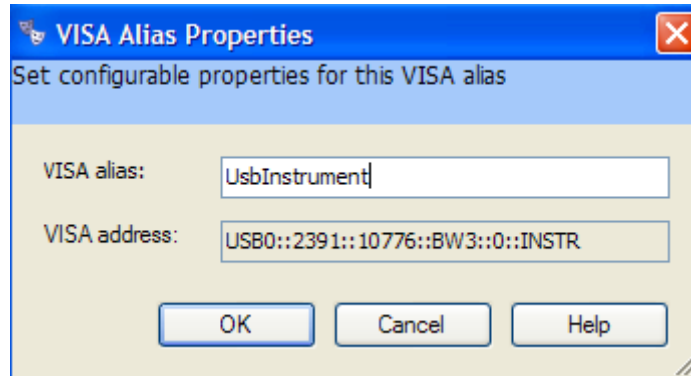 VISA Alias Properties
Set configurable properties for this VISA alias
VISA alias: UsbInstrument
VISA address: USB0::2391::10776::BW3::0::INSTR
OK Cancel Help